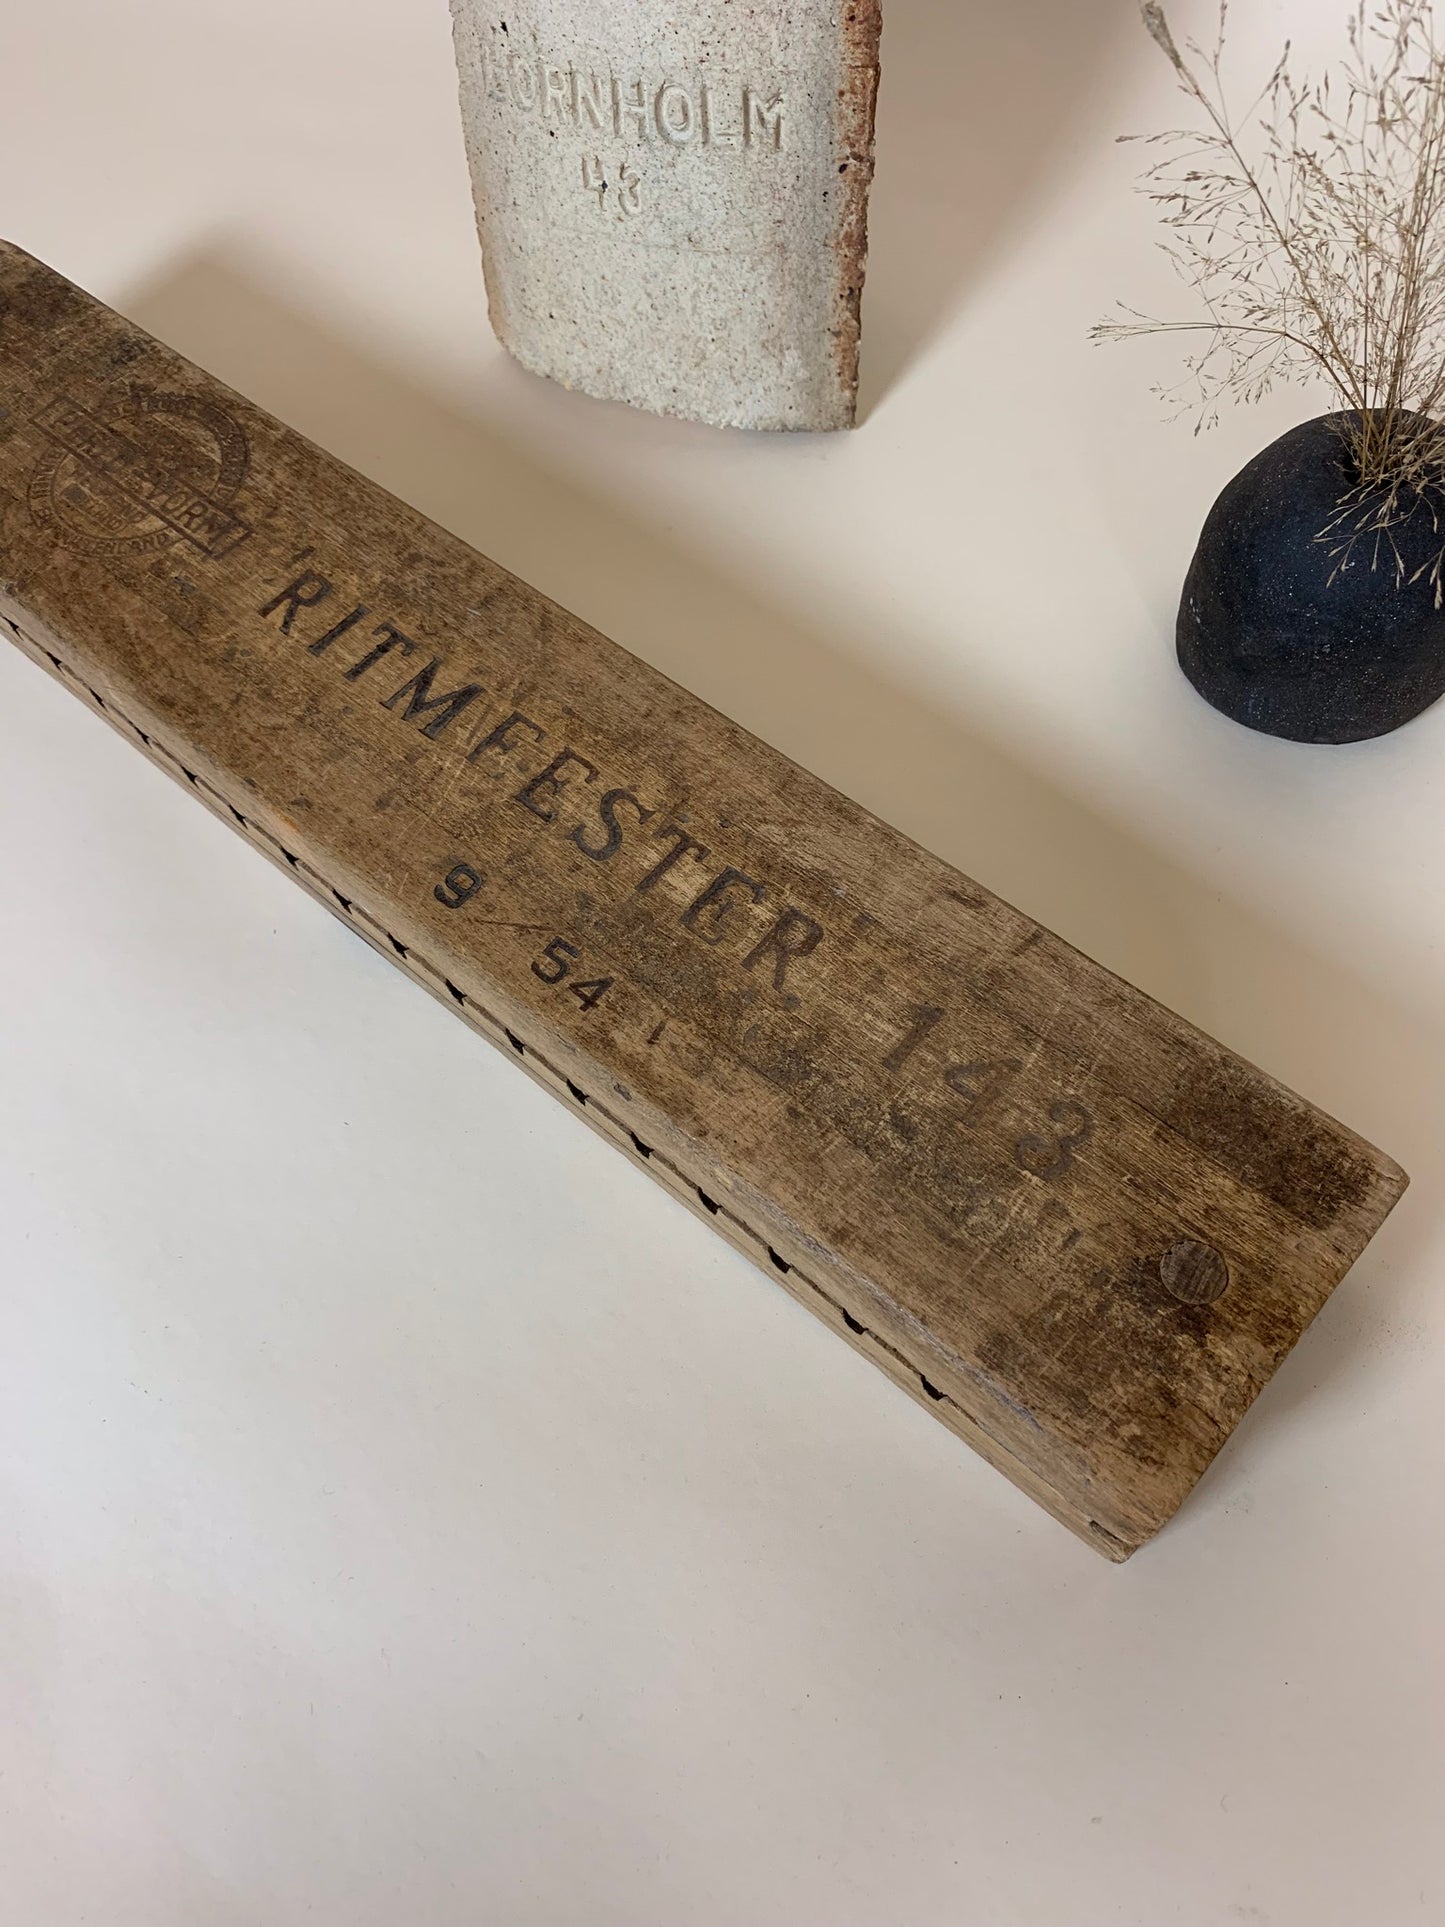 BORNHOLM
43
'RITMEESTER' 143
9 54